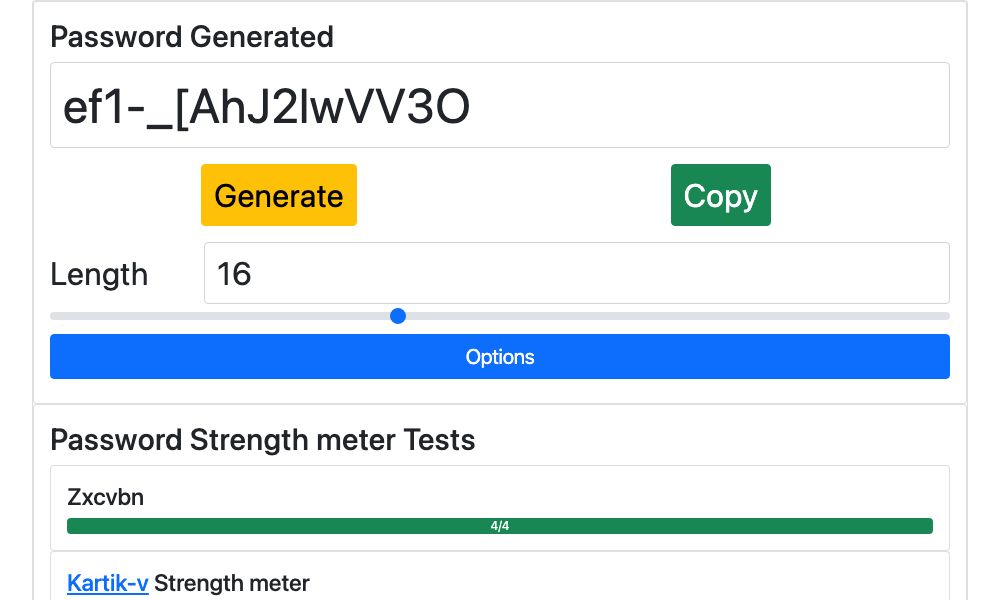 Password Generated
ef1-_[AhJ2lwVV3O
Generate
Copy
Length
16
Options
Password Strength meter Tests
Zxcvbn
4/4
Kartik-v Strength meter